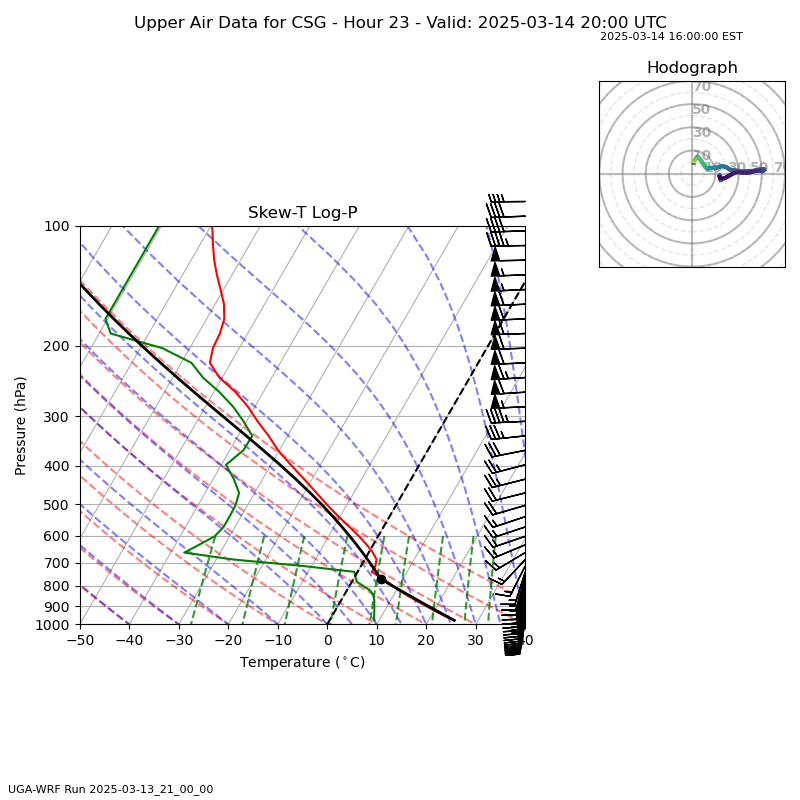 Upper Air Data for CSG - Hour 23 - Valid: 2025-03-14 20:00 UTC
2025-03-14 16:00:00 EST
Hodograph
70
50
30
10
10 30 50 7
Skew-T Log-P
Pressure (hPa)
100
200
300
400
500
600
700
800
900
1000
−50 −40 −30 −20 −10 0 10 20 30 40
Temperature (°C)
UGA-WRF Run 2025-03-13_21_00_00